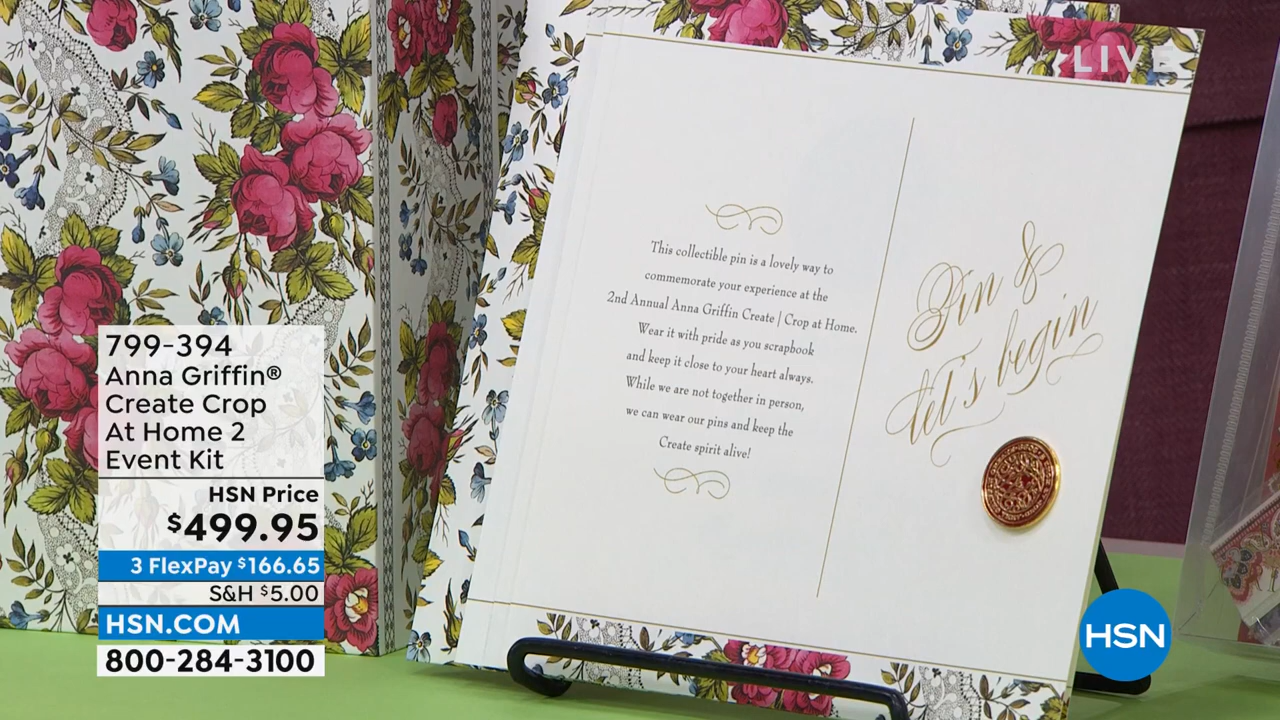 LIVE
This collectible pin is a lovely way to
commemorate your experience at the
2nd Annual Anna Griffin Create | Crop at Home.
Wear it with pride as you scrapbook
and keep it close to your heart always.
While we are not together in person,
we can wear our pins and keep the
Create spirit alive!
Pin &
let's begin
799-394
Anna Griffin®
Create Crop
At Home 2
Event Kit
HSN Price
$499.95
3 FlexPay $166.65
S&H $5.00
HSN.COM
800-284-3100
HSN